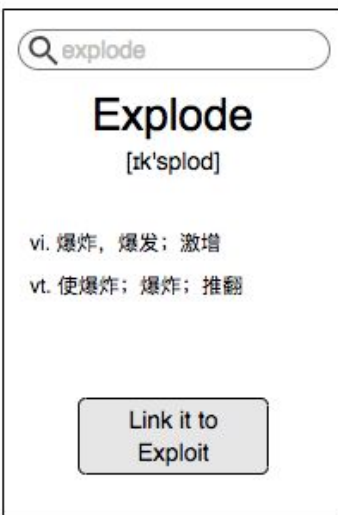 explode
Explode
[ɪk'splod]
vi. 爆炸，爆发；激增
vt. 使爆炸；爆炸；推翻
Link it to
Exploit